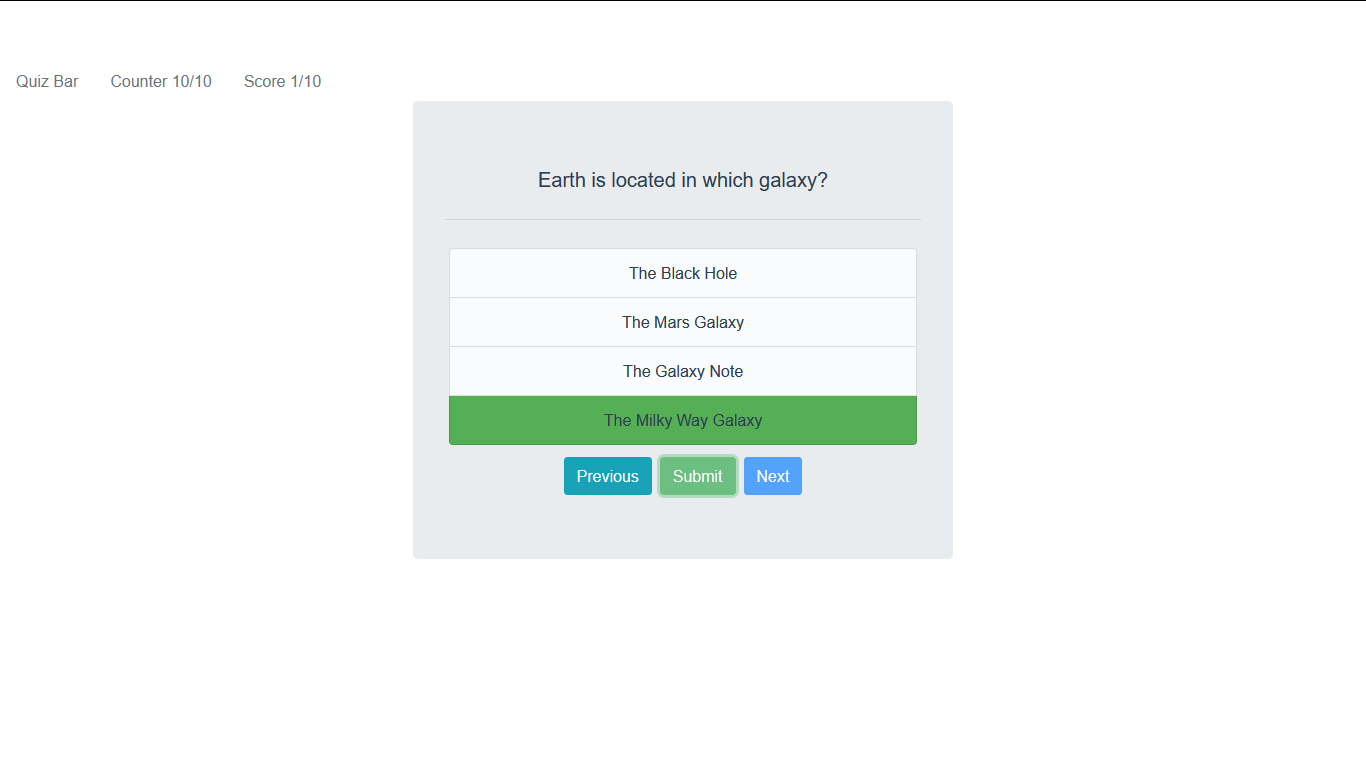 Quiz Bar Counter 10/10 Score 1/10
Earth is located in which galaxy?
The Black Hole
The Mars Galaxy
The Galaxy Note
The Milky Way Galaxy
Previous Submit Next